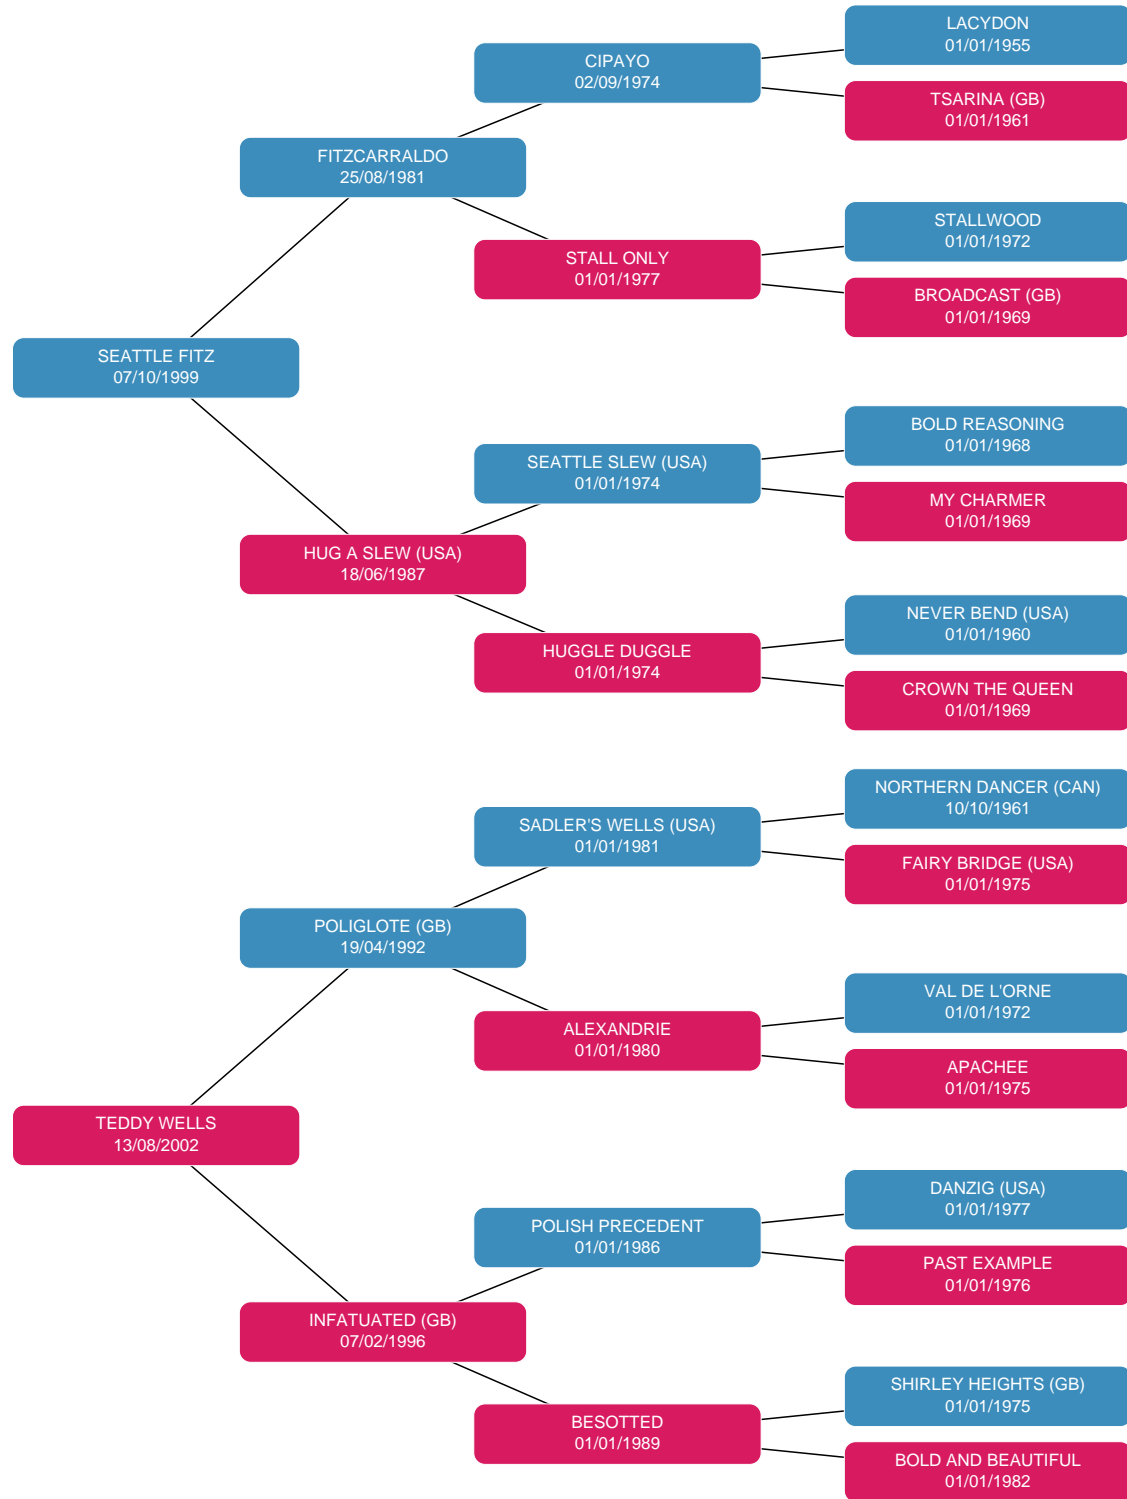 LACYDON
01/01/1955
CIPAYO
02/09/1974
TSARINA (GB)
01/01/1961
FITZCARRALDO
25/08/1981
STALLWOOD
01/01/1972
STALL ONLY
01/01/1977
BROADCAST (GB)
01/01/1969
SEATTLE FITZ
07/10/1999
BOLD REASONING
01/01/1968
SEATTLE SLEW (USA)
01/01/1974
MY CHARMER
01/01/1969
HUG A SLEW (USA)
18/06/1987
NEVER BEND (USA)
01/01/1960
HUGGLE DUGGLE
01/01/1974
CROWN THE QUEEN
01/01/1969
NORTHERN DANCER (CAN)
10/10/1961
SADLER'S WELLS (USA)
01/01/1981
FAIRY BRIDGE (USA)
01/01/1975
POLIGLOTE (GB)
19/04/1992
VAL DE L'ORNE
01/01/1972
ALEXANDRIE
01/01/1980
APACHEE
01/01/1975
TEDDY WELLS
13/08/2002
DANZIG (USA)
01/01/1977
POLISH PRECEDENT
01/01/1986
PAST EXAMPLE
01/01/1976
INFATUATED (GB)
07/02/1996
SHIRLEY HEIGHTS (GB)
01/01/1975
BESOTTED
01/01/1989
BOLD AND BEAUTIFUL
01/01/1982